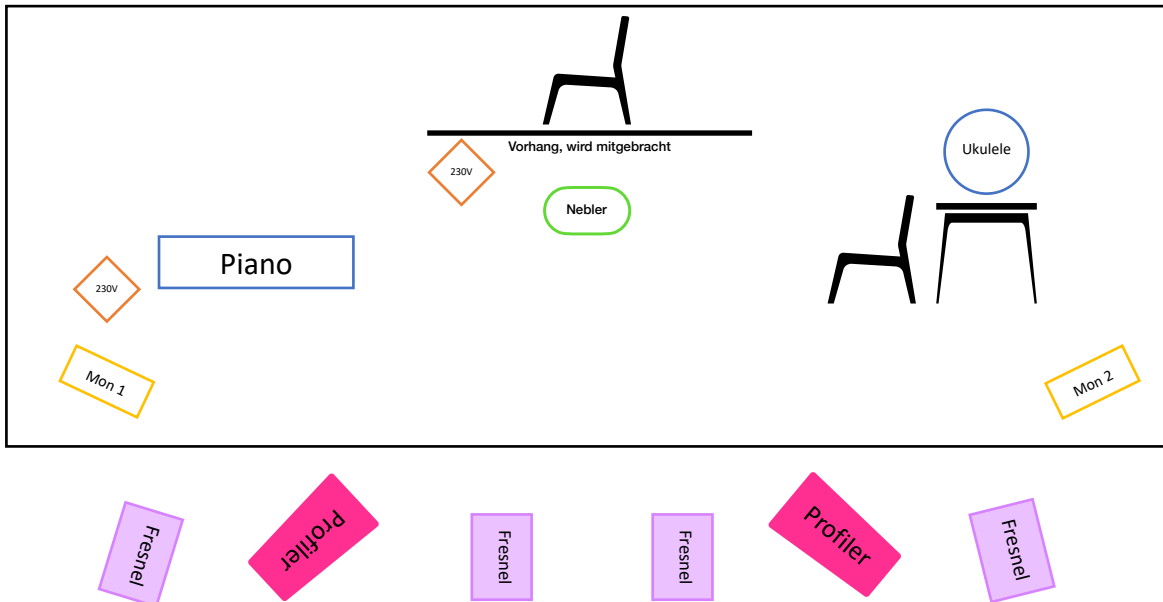 Vorhang, wird mitgebracht
Ukulele
230V
Nebler
Piano
230V
Mon 1
Mon 2
Fresnel
Profiler
Fresnel
Fresnel
Profiler
Fresnel